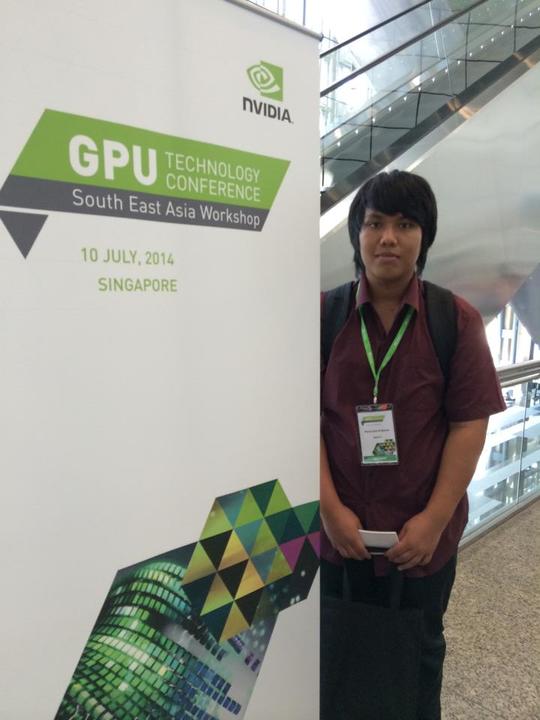 NVIDIA.
GPU TECHNOLOGY
CONFERENCE
South East Asia Workshop
10 JULY, 2014
SINGAPORE